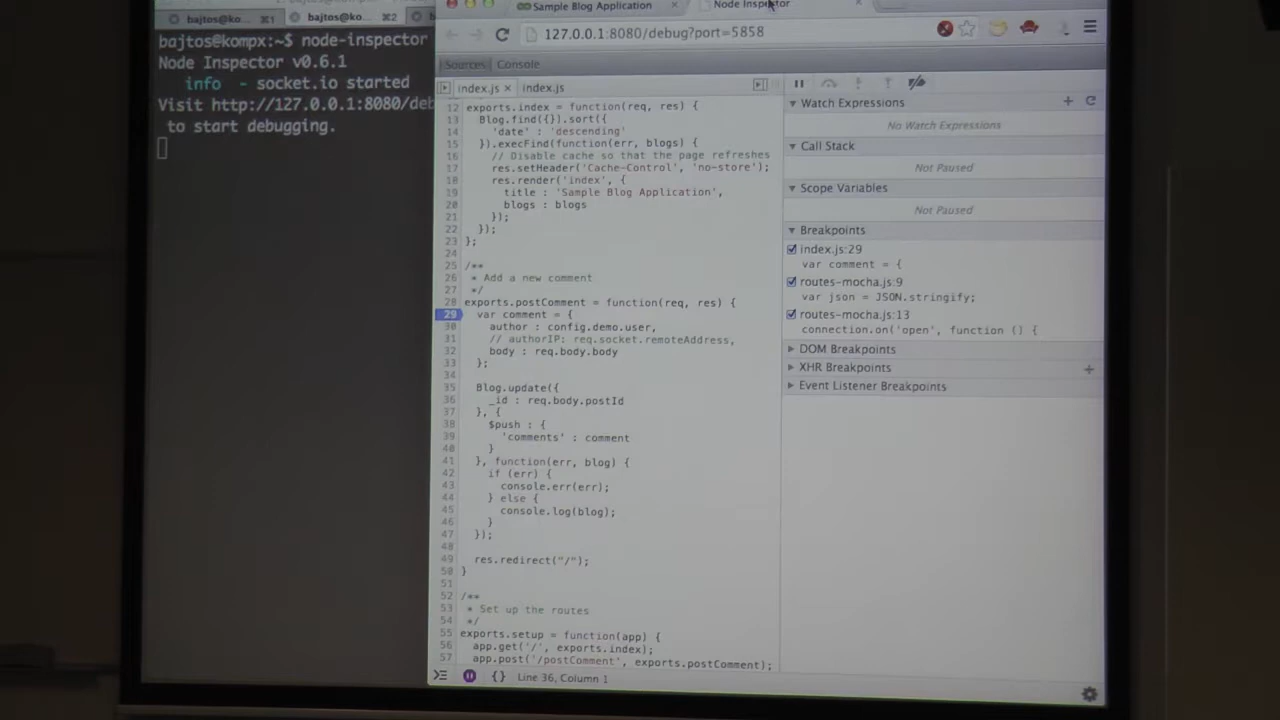 bajtos@ko... ⌘1
bajtos@ko... ⌘2
bajtos@kompx:~$ node-inspector
Node Inspector v0.6.1
info - socket.io started
Visit http://127.0.0.1:8080/deb
to start debugging.
Sample Blog Application
Node Inspector
127.0.0.1:8080/debug?port=5858
Sources Console
index.js × index.js
12 exports.index = function(req, res) {
13 Blog.find({}).sort({
14 'date' : 'descending'
15 }).execFind(function(err, blogs) {
16 // Disable cache so that the page refreshes
17 res.setHeader('Cache-Control', 'no-store');
18 res.render('index', {
19 title : 'Sample Blog Application',
20 blogs : blogs
21 });
22 });
23 };
24
25 /**
26 * Add a new comment
27 */
28 exports.postComment = function(req, res) {
29 var comment = {
30 author : config.demo.user,
31 // authorIP: req.socket.remoteAddress,
32 body : req.body.body
33 };
34
35 Blog.update({
36 _id : req.body.postId
37 }, {
38 $push : {
39 'comments' : comment
40 }
41 }, function(err, blog) {
42 if (err) {
43 console.err(err);
44 } else {
45 console.log(blog);
46 }
47 });
48
49 res.redirect("/");
50 }
51
52 /**
53 * Set up the routes
54 */
55 exports.setup = function(app) {
56 app.get('/', exports.index);
57 app.post('/postComment', exports.postComment);
{} Line 36, Column 1
Watch Expressions
No Watch Expressions
Call Stack
Not Paused
Scope Variables
Not Paused
Breakpoints
index.js:29
var comment = {
routes-mocha.js:9
var json = JSON.stringify;
routes-mocha.js:13
connection.on('open', function () {
DOM Breakpoints
XHR Breakpoints
Event Listener Breakpoints